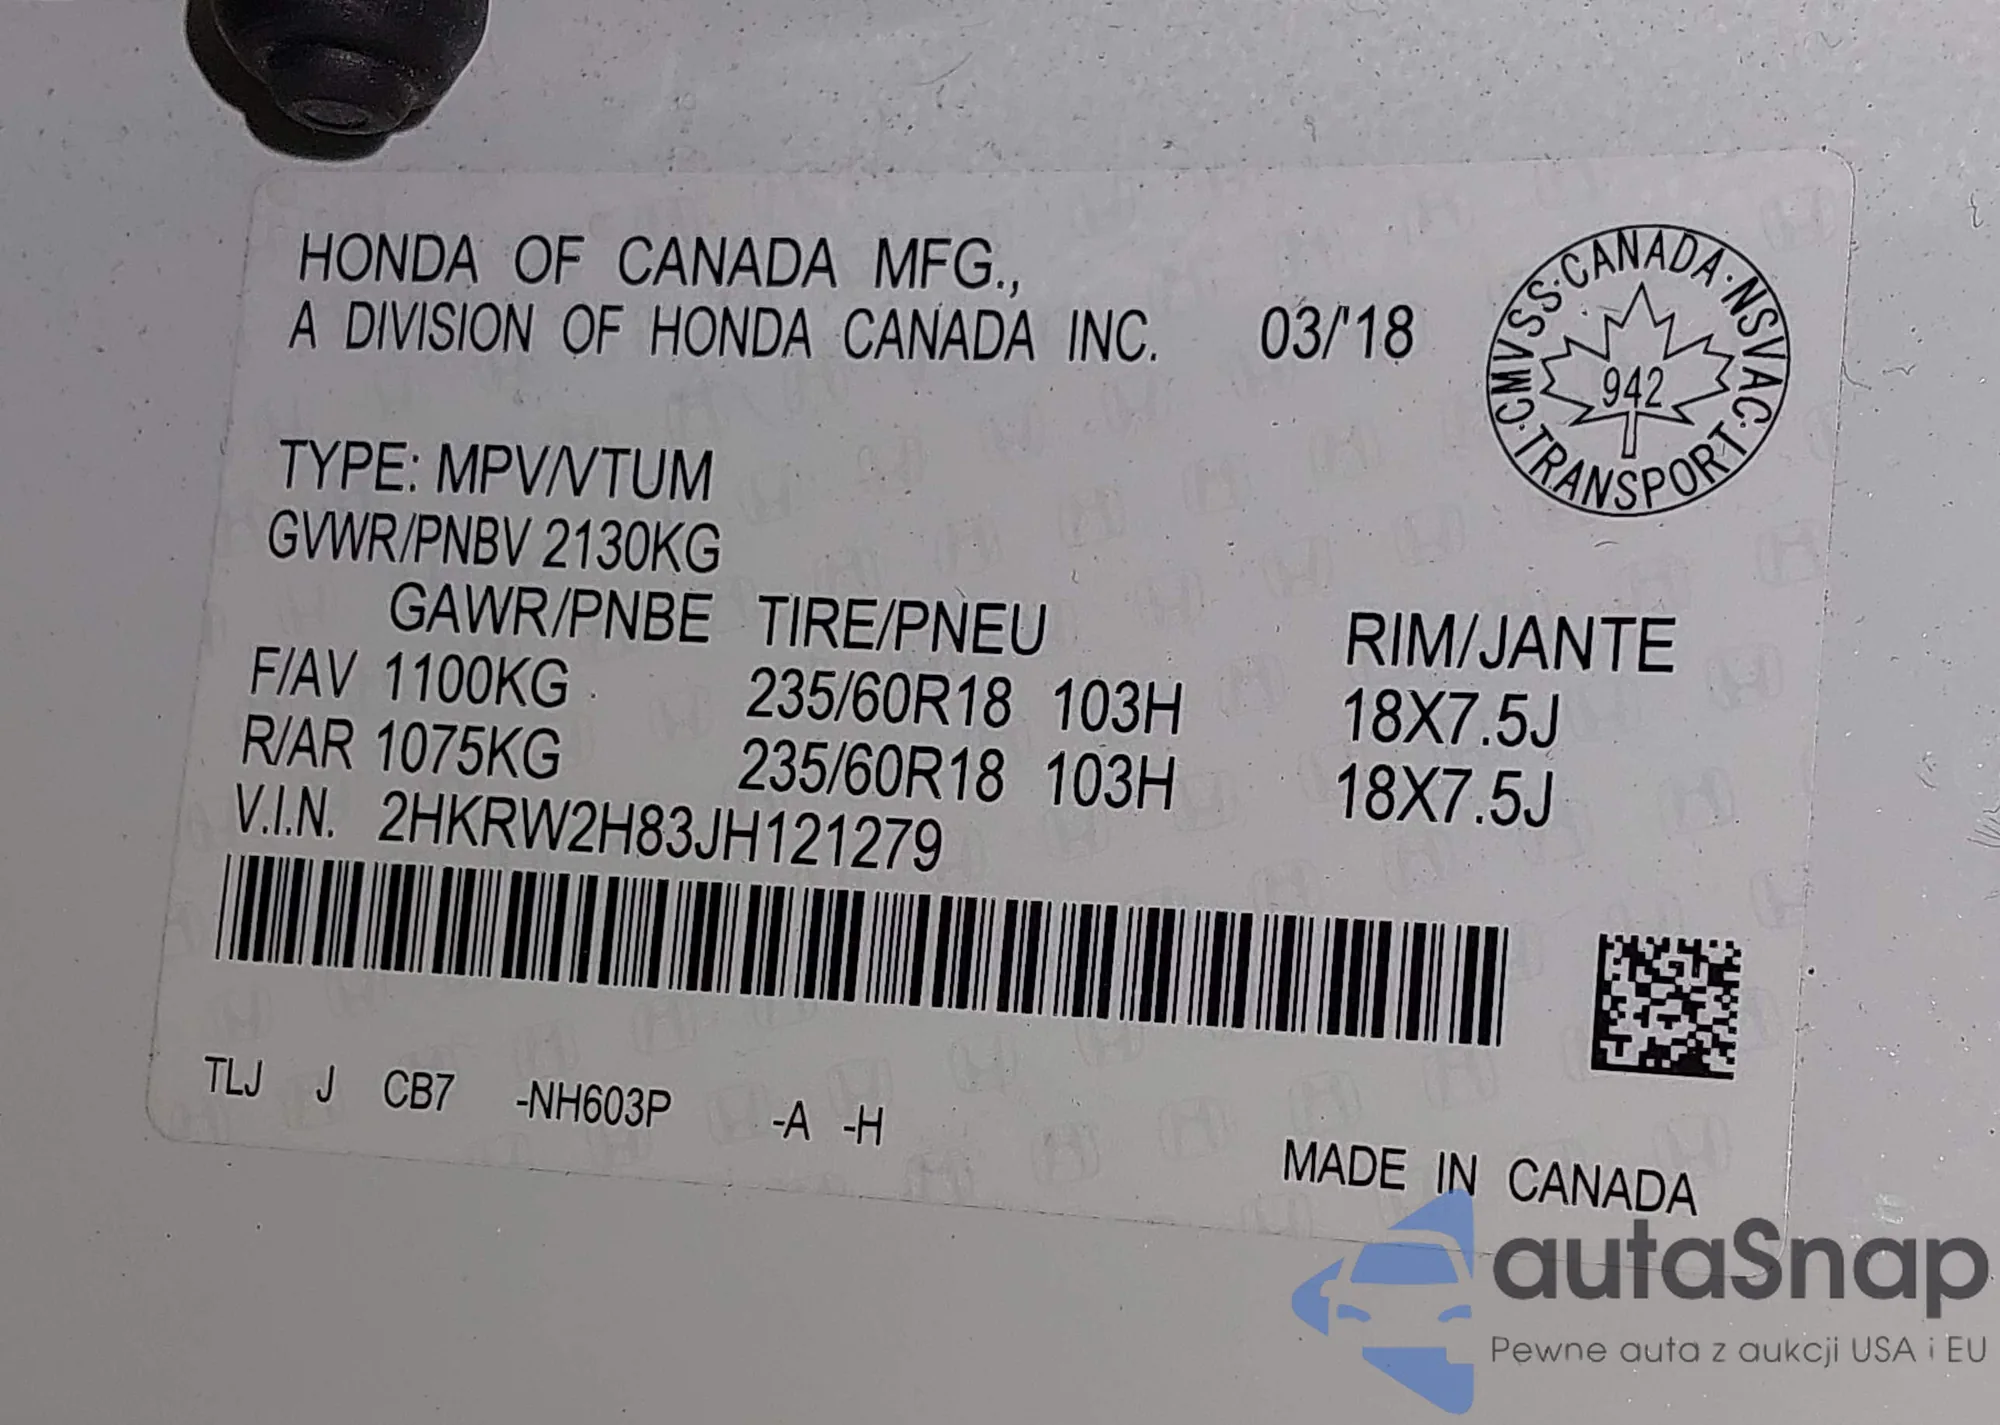 HONDA OF CANADA MFG.,
A DIVISION OF HONDA CANADA INC. 03/'18
CMVSS·CANADA·NSVAC·TRANSPORT·
942
TYPE: MPV/VTUM
GVWR/PNBV 2130KG
GAWR/PNBE TIRE/PNEU RIM/JANTE
F/AV 1100KG 235/60R18 103H 18X7.5J
R/AR 1075KG 235/60R18 103H 18X7.5J
V.I.N. 2HKRW2H83JH121279
TLJ J CB7 -NH603P -A -H
MADE IN CANADA
autaSnap
Pewne auta z aukcji USA i EU